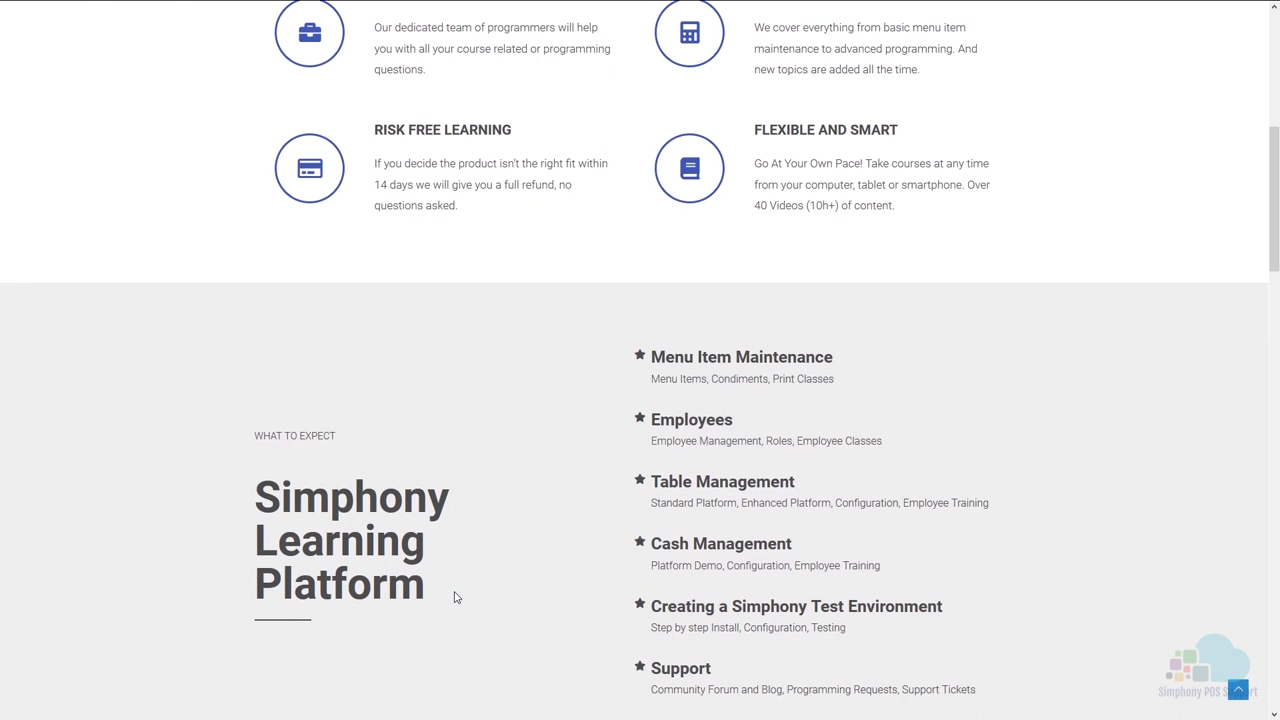 Our dedicated team of programmers will help
you with all your course related or programming
questions.
We cover everything from basic menu item
maintenance to advanced programming. And
new topics are added all the time.
RISK FREE LEARNING
If you decide the product isn't the right fit within
14 days we will give you a full refund, no
questions asked.
FLEXIBLE AND SMART
Go At Your Own Pace! Take courses at any time
from your computer, tablet or smartphone. Over
40 Videos (10h+) of content.
WHAT TO EXPECT
Simphony
Learning
Platform
Menu Item Maintenance
Menu Items, Condiments, Print Classes
Employees
Employee Management, Roles, Employee Classes
Table Management
Standard Platform, Enhanced Platform, Configuration, Employee Training
Cash Management
Platform Demo, Configuration, Employee Training
Creating a Simphony Test Environment
Step by step Install, Configuration, Testing
Support
Community Forum and Blog, Programming Requests, Support Tickets
Simphony POS